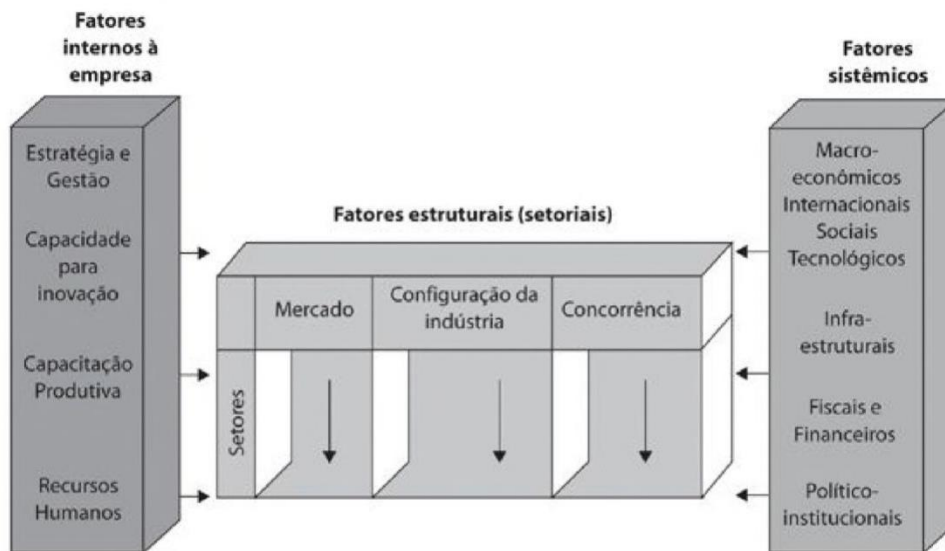 Fatores
internos à
empresa
Estratégia e
Gestão
Capacidade
para
inovação
Capacitação
Produtiva
Recursos
Humanos
Fatores estruturais (setoriais)
Mercado
Configuração da
indústria
Concorrência
Setores
Fatores
sistêmicos
Macro-
econômicos
Internacionais
Sociais
Tecnológicos
Infra-
estruturais
Fiscais e
Financeiros
Político-
institucionais